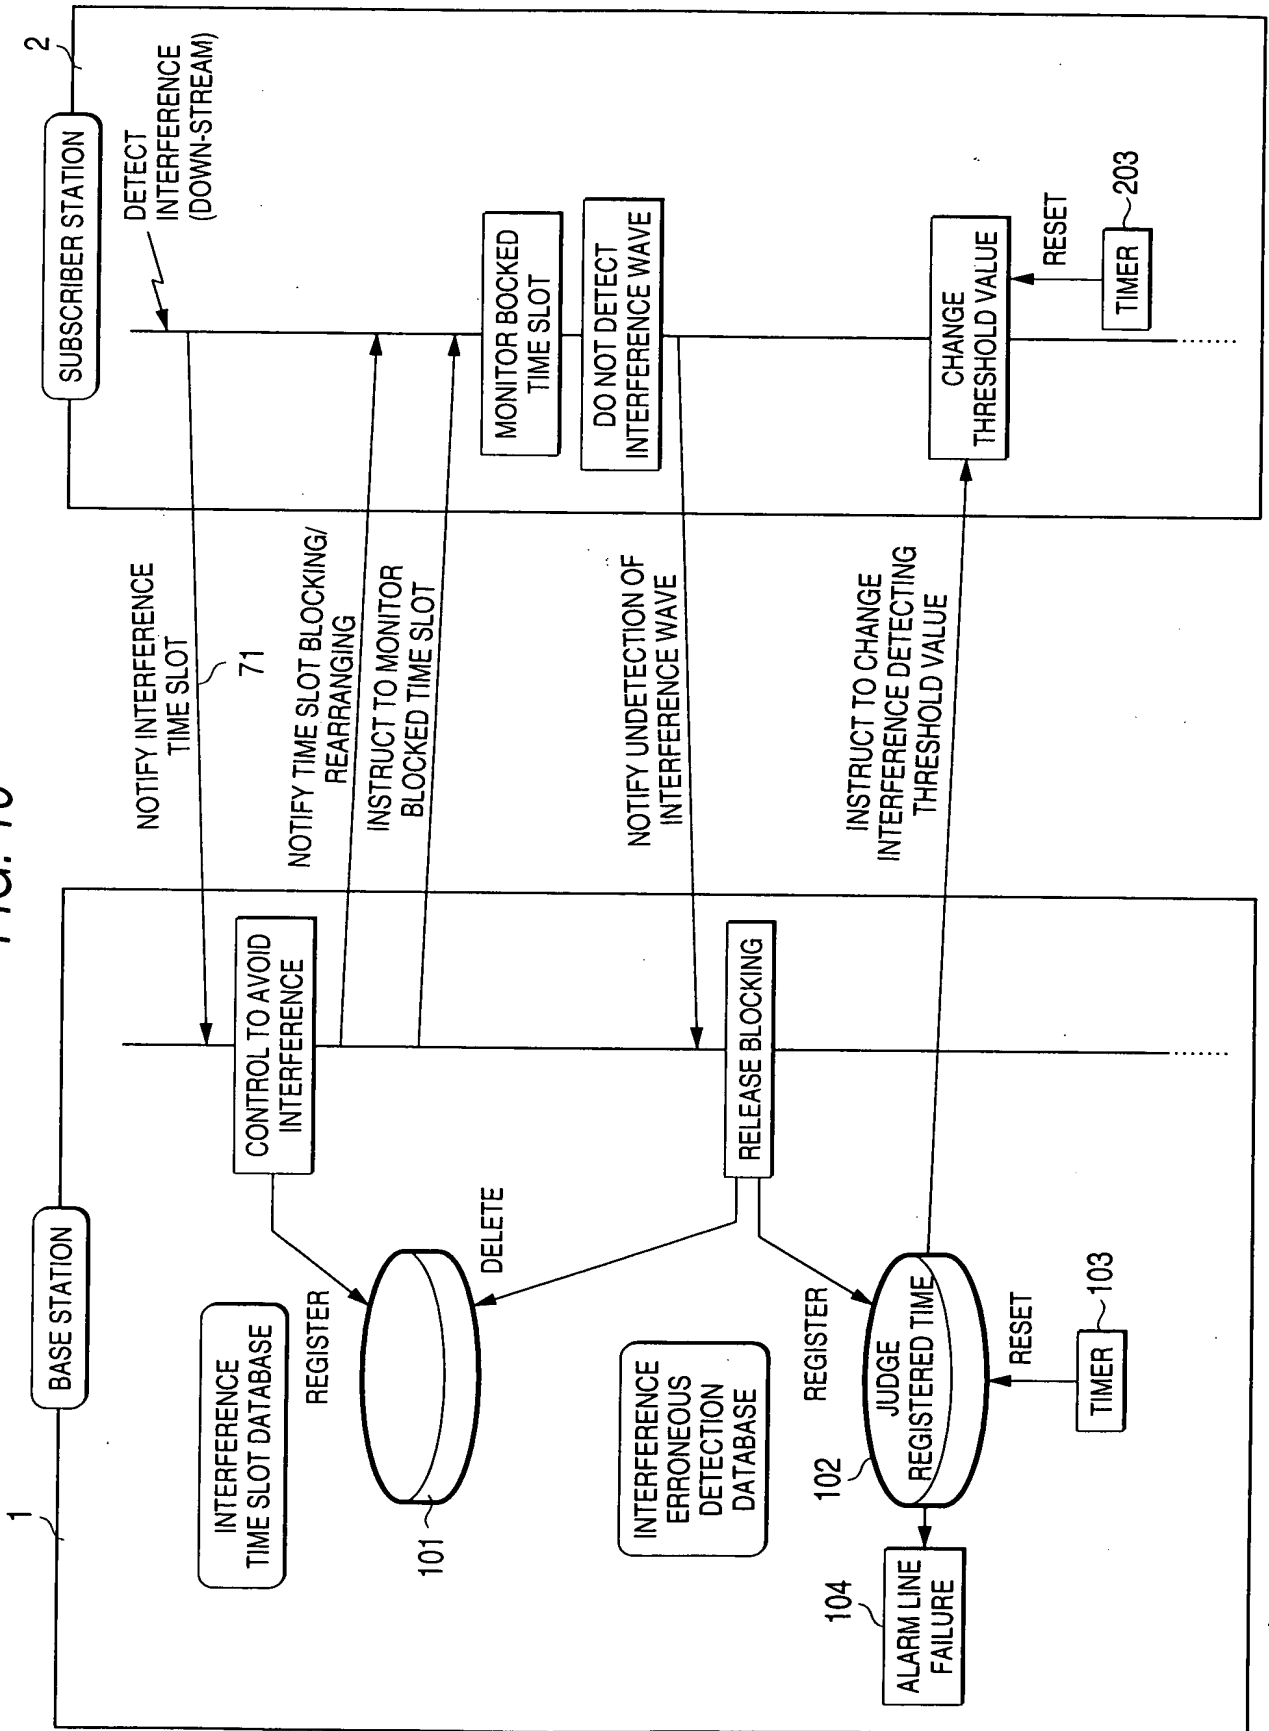 FIG. 10
1
BASE STATION
INTERFERENCE
TIME SLOT DATABASE
REGISTER
101
DELETE
CONTROL TO AVOID
INTERFERENCE
INTERFERENCE
ERRONEOUS
DETECTION
DATABASE
REGISTER
RELEASE BLOCKING
102
JUDGE
REGISTERED TIME
RESET
TIMER
103
104
ALARM LINE
FAILURE
NOTIFY INTERFERENCE
TIME SLOT
71
NOTIFY TIME SLOT BLOCKING/
REARRANGING
INSTRUCT TO MONITOR
BLOCKED TIME SLOT
NOTIFY UNDETECTION OF
INTERFERENCE WAVE
INSTRUCT TO CHANGE
INTERFERENCE DETECTING
THRESHOLD VALUE
2
SUBSCRIBER STATION
DETECT
INTERFERENCE
(DOWN-STREAM)
MONITOR BOCKED
TIME SLOT
DO NOT DETECT
INTERFERENCE WAVE
CHANGE
THRESHOLD VALUE
RESET
TIMER
203